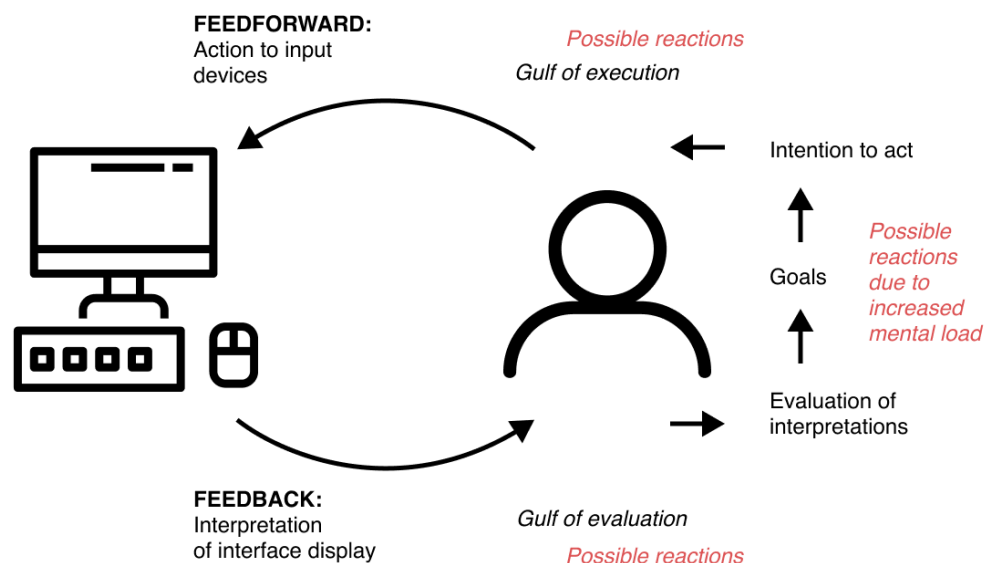 FEEDFORWARD:
Action to input
devices
Possible reactions
Gulf of execution
Intention to act
Goals
Possible
reactions
due to
increased
mental load
Evaluation of
interpretations
FEEDBACK:
Interpretation
of interface display
Gulf of evaluation
Possible reactions